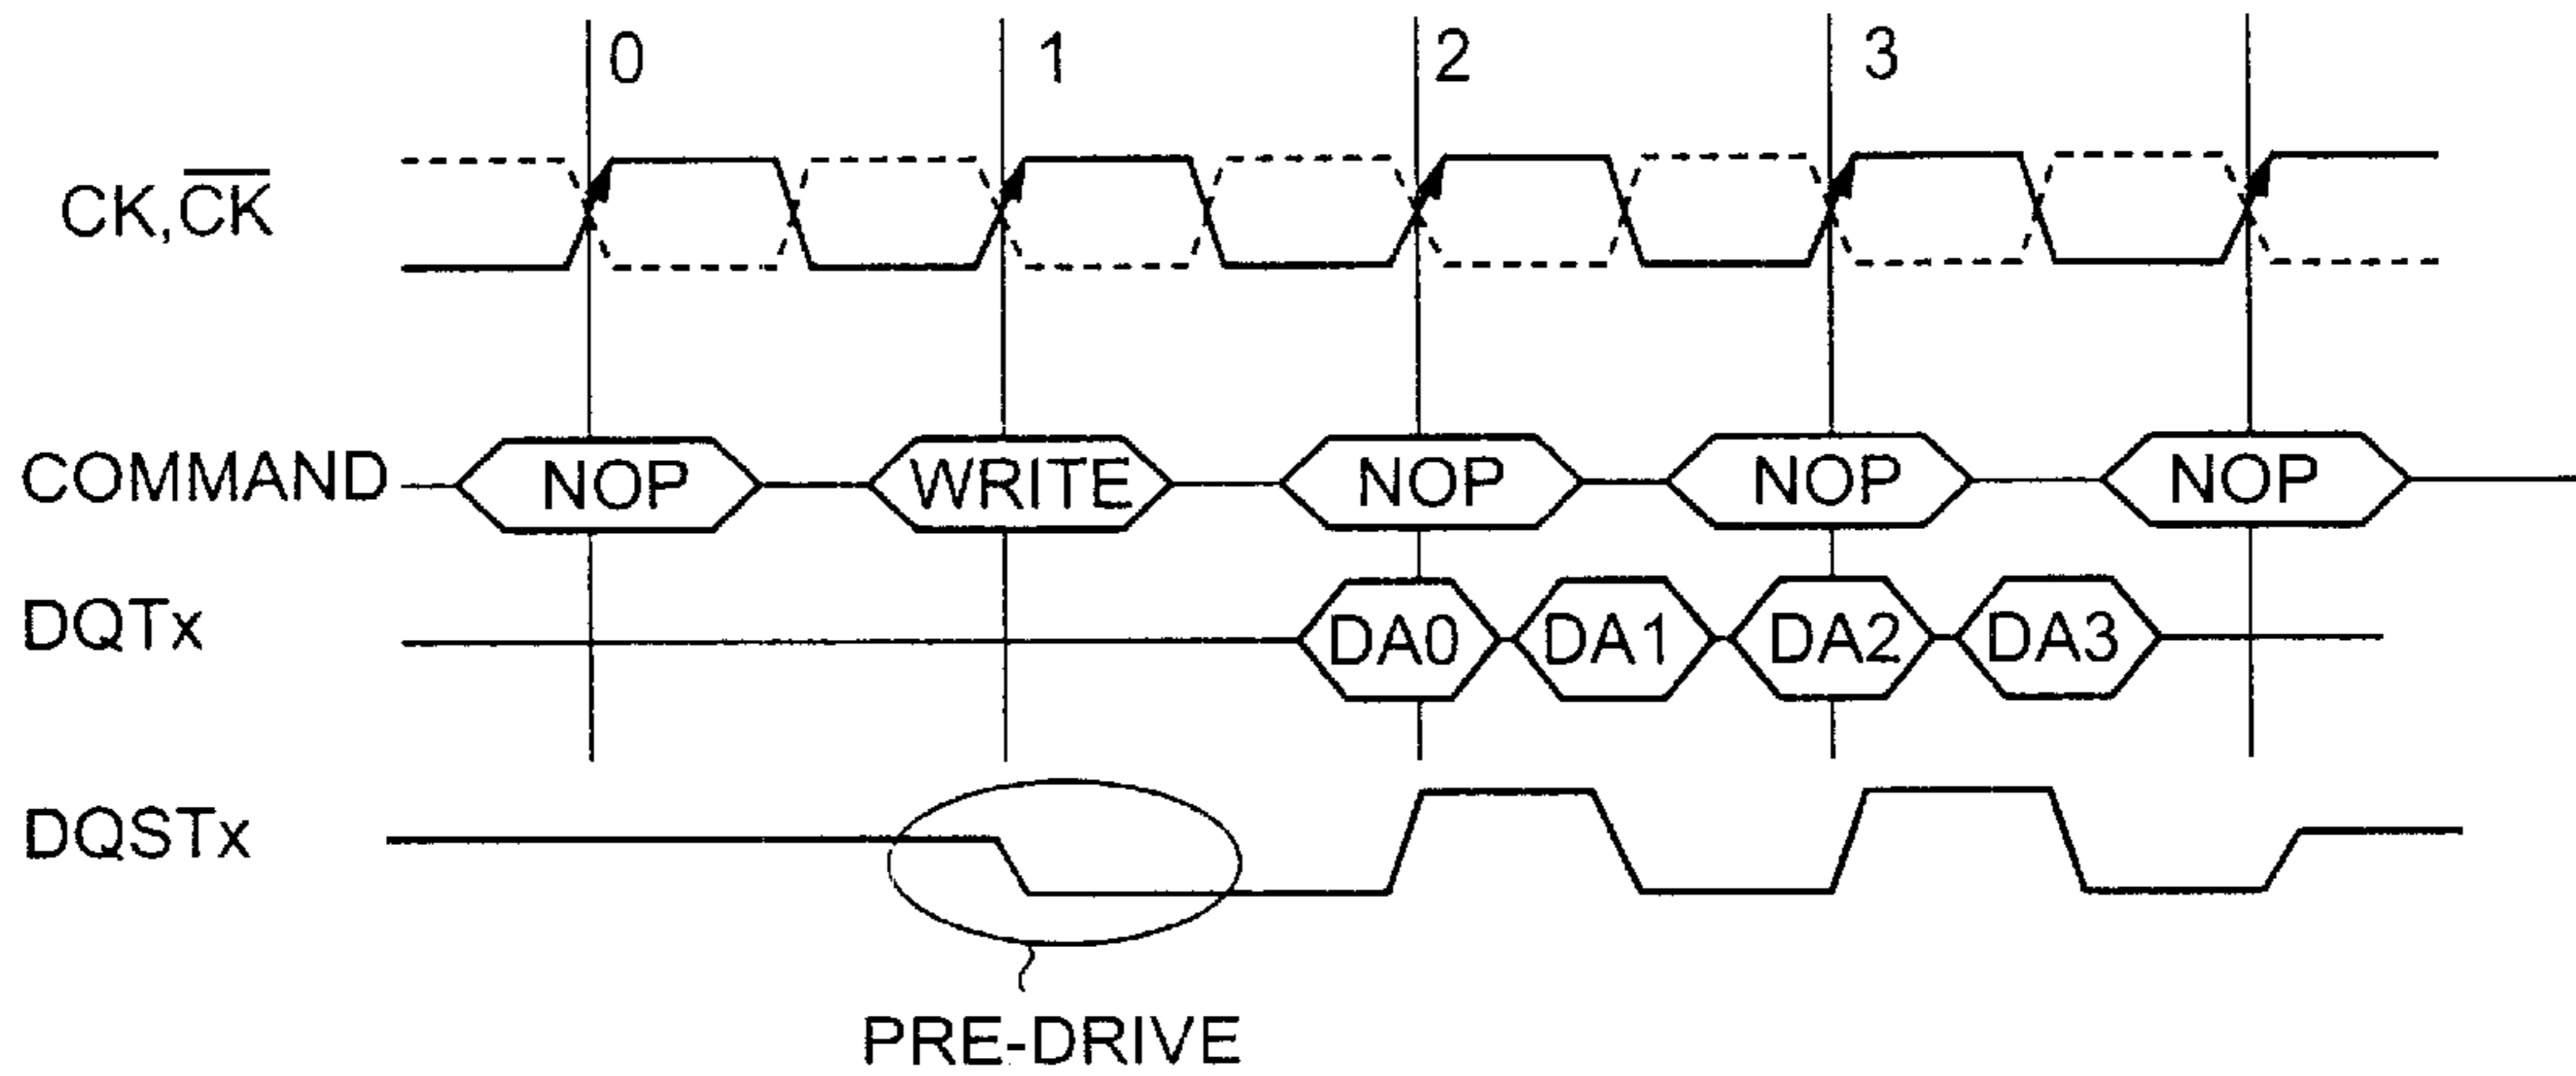 0 1 2 3
CK,C̅K̅
COMMAND NOP WRITE NOP NOP NOP
DQTx DA0 DA1 DA2 DA3
DQSTx
PRE-DRIVE